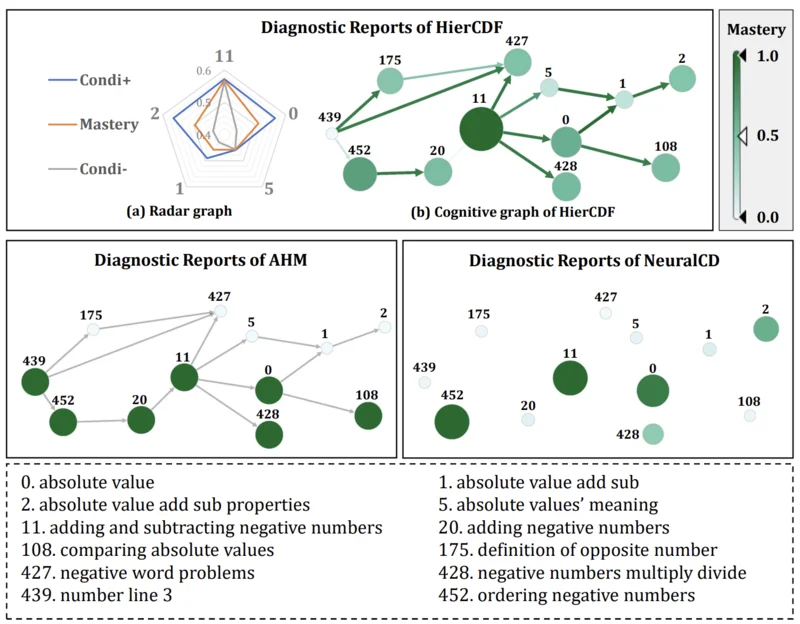 Diagnostic Reports of HierCDF
Mastery
1.0
0.5
0.0
Condi+
Mastery
Condi-
11
0.6
0.5
0.4
2
0
1
5
(a) Radar graph
175
427
5
2
1
439
11
0
452
20
428
108
(b) Cognitive graph of HierCDF
Diagnostic Reports of AHM
427
175
5
2
1
439
11
0
452
20
428
108
Diagnostic Reports of NeuralCD
427
175
5
2
1
11
0
439
452
20
428
108
0. absolute value
2. absolute value add sub properties
11. adding and subtracting negative numbers
108. comparing absolute values
427. negative word problems
439. number line 3
1. absolute value add sub
5. absolute values’ meaning
20. adding negative numbers
175. definition of opposite number
428. negative numbers multiply divide
452. ordering negative numbers